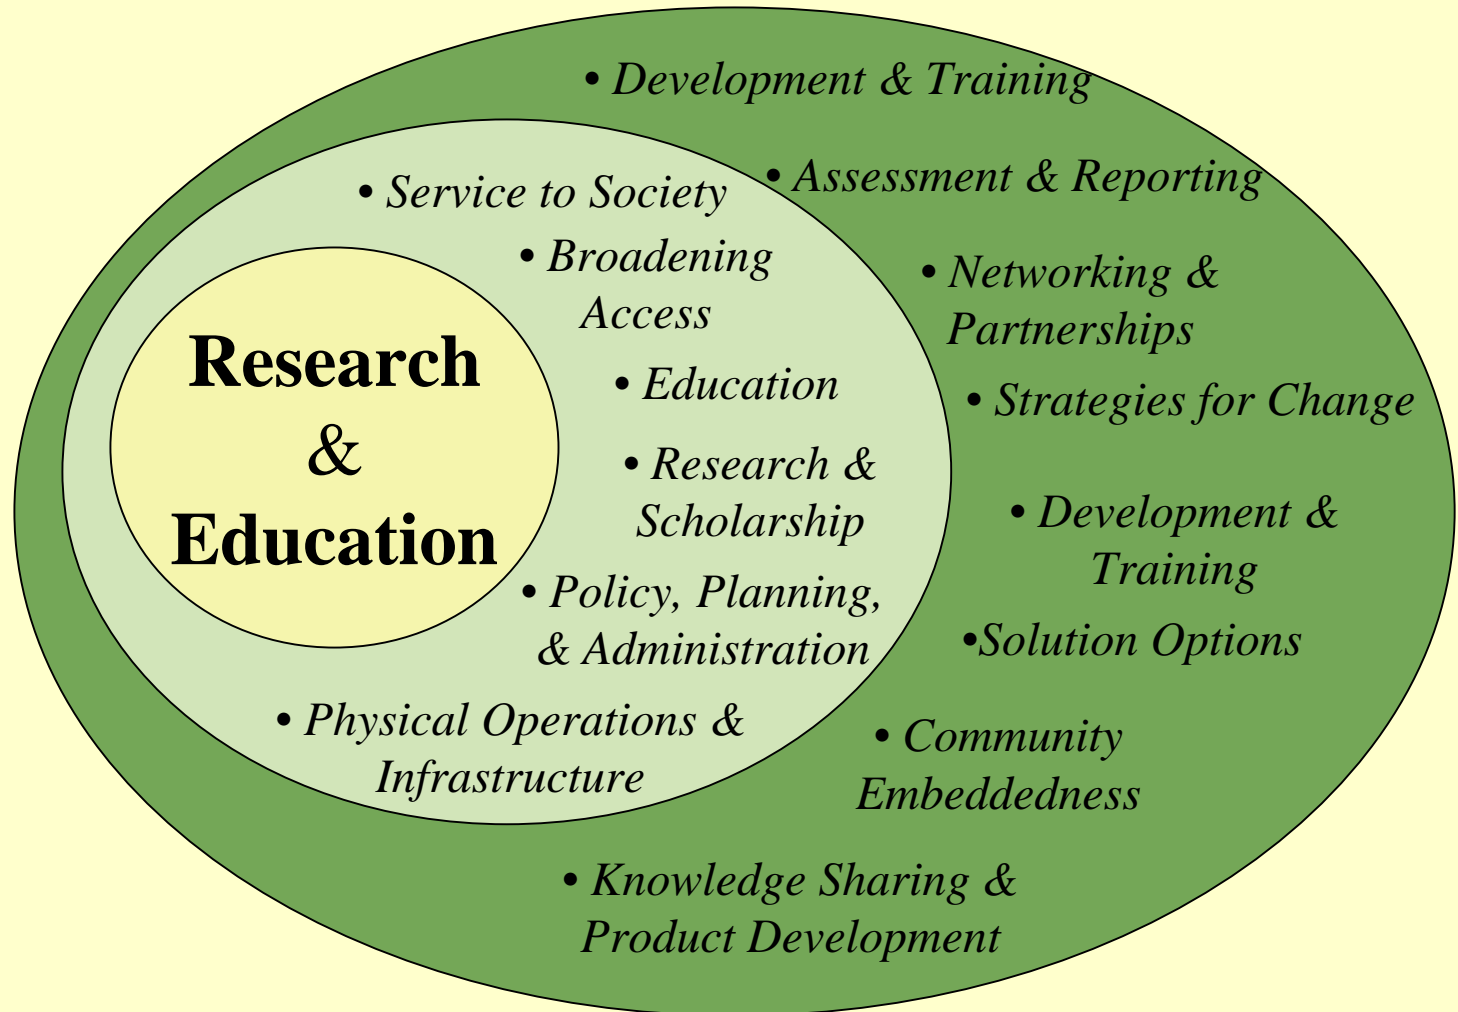 • Development & Training
• Assessment & Reporting
• Service to Society
• Broadening
Access
• Networking &
Partnerships
Research
&
Education
• Education
• Strategies for Change
• Research &
Scholarship
• Development &
Training
• Policy, Planning,
& Administration
•Solution Options
• Physical Operations &
Infrastructure
• Community
Embeddedness
• Knowledge Sharing &
Product Development